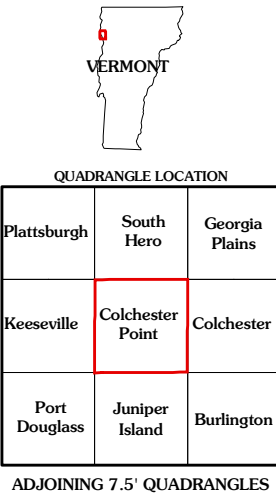 VERMONT
QUADRANGLE LOCATION
Plattsburgh
South
Hero
Georgia
Plains
Keeseville
Colchester
Point
Colchester
Port
Douglass
Juniper
Island
Burlington
ADJOINING 7.5' QUADRANGLES